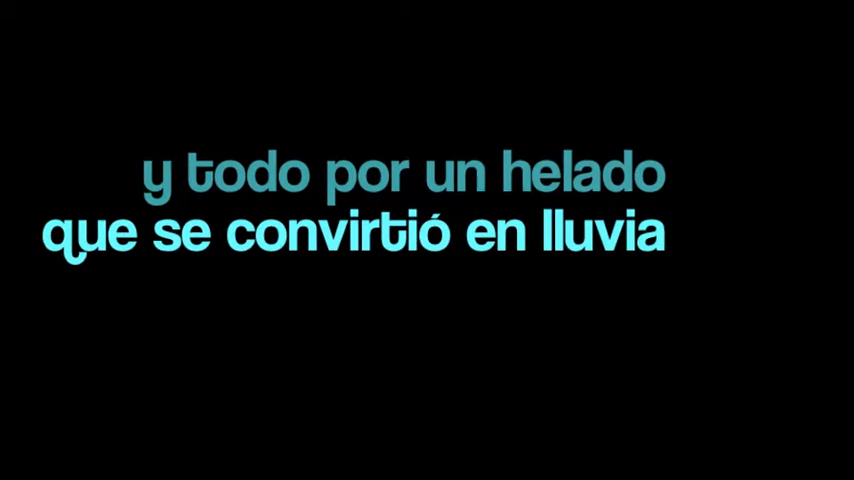 y todo por un helado
que se convirtió en lluvia